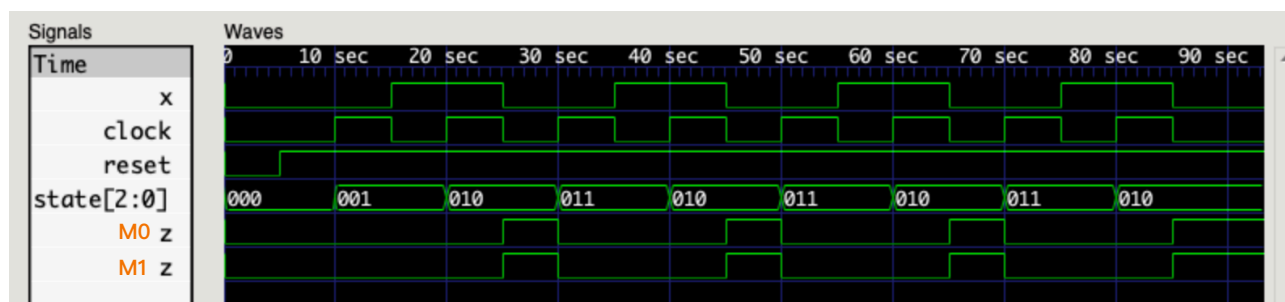 Signals Waves
Time 0 10 sec 20 sec 30 sec 40 sec 50 sec 60 sec 70 sec 80 sec 90 sec
x
clock
reset
state[2:0] 000 001 010 011 010 011 010 011 010
M0 z
M1 z